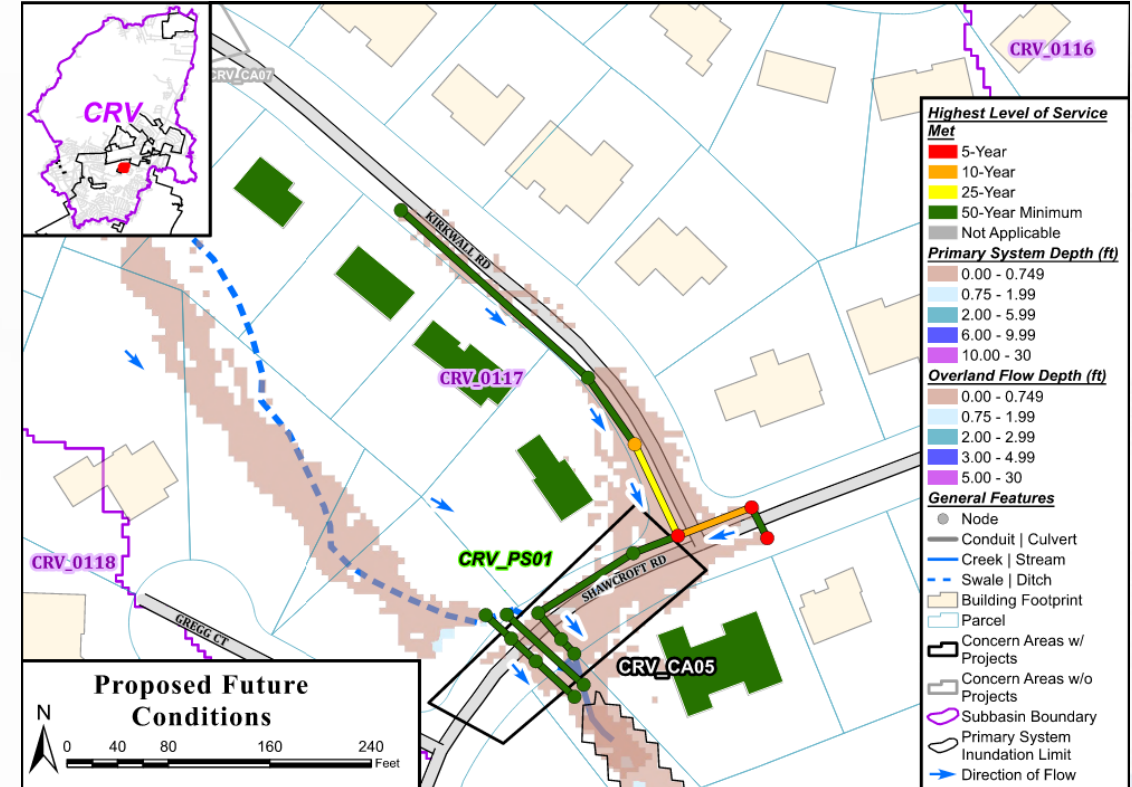 CRV
CRV_CA07
CRV_0116
KIRKWALL RD
CRV_0117
CRV_0118
CRV_PS01
SHAWCROFT RD
GREGG CT
CRV_CA05
Proposed Future
Conditions
N
0 40 80 160 240
Feet
Highest Level of Service
Met
5-Year
10-Year
25-Year
50-Year Minimum
Not Applicable
Primary System Depth (ft)
0.00 - 0.749
0.75 - 1.99
2.00 - 5.99
6.00 - 9.99
10.00 - 30
Overland Flow Depth (ft)
0.00 - 0.749
0.75 - 1.99
2.00 - 2.99
3.00 - 4.99
5.00 - 30
General Features
Node
Conduit | Culvert
Creek | Stream
Swale | Ditch
Building Footprint
Parcel
Concern Areas w/
Projects
Concern Areas w/o
Projects
Subbasin Boundary
Primary System
Inundation Limit
Direction of Flow